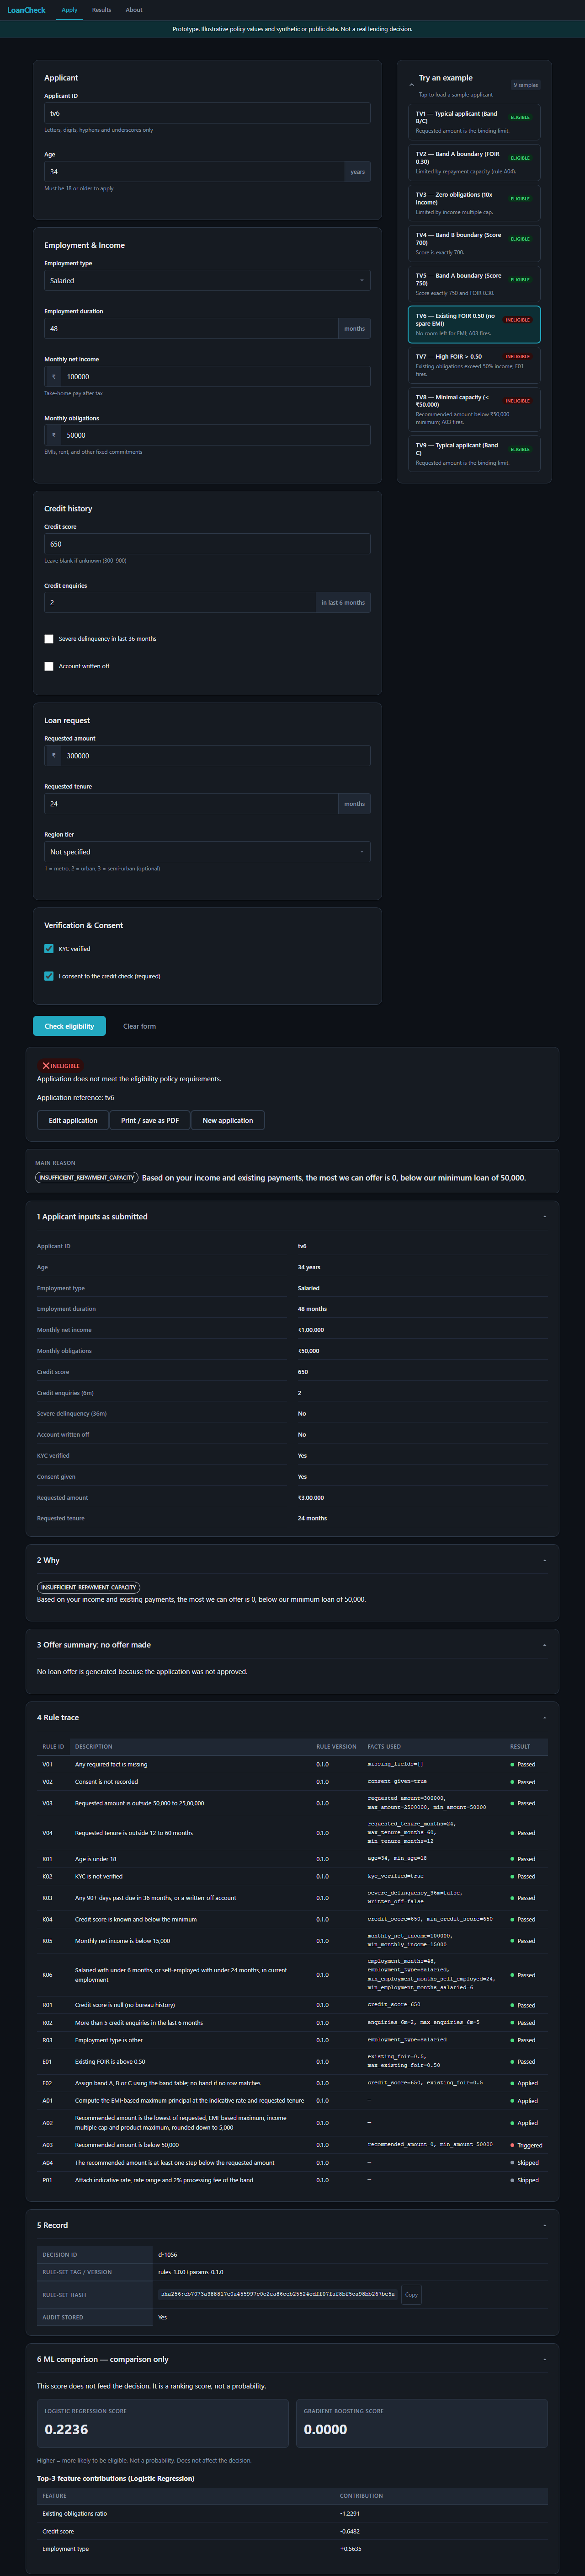 LoanCheck Apply Results About
Prototype. Illustrative policy values and synthetic or public data. Not a real lending decision.
Applicant
Applicant ID
tv6
Letters, digits, hyphens and underscores only
Age
34 years
Must be 18 or older to apply
Employment & Income
Employment type
Salaried
Employment duration
48 months
Monthly net income
₹ 100000
Take-home pay after tax
Monthly obligations
₹ 50000
EMIs, rent, and other fixed commitments
Credit history
Credit score
650
Leave blank if unknown (300–900)
Credit enquiries
2 in last 6 months
Severe delinquency in last 36 months
Account written off
Loan request
Requested amount
₹ 300000
Requested tenure
24 months
Region tier
Not specified
1 = metro, 2 = urban, 3 = semi-urban (optional)
Verification & Consent
KYC verified
I consent to the credit check (required)
Check eligibility Clear form
Try an example
9 samples
Tap to load a sample applicant
TV1 — Typical applicant (Band
B/C)
ELIGIBLE
Requested amount is the binding limit.
TV2 — Band A boundary (FOIR
0.30)
ELIGIBLE
Limited by repayment capacity (rule A04).
TV3 — Zero obligations (10x
income)
ELIGIBLE
Limited by income multiple cap.
TV4 — Band B boundary (Score
700)
ELIGIBLE
Score is exactly 700.
TV5 — Band A boundary (Score
750)
ELIGIBLE
Score exactly 750 and FOIR 0.30.
TV6 — Existing FOIR 0.50 (no
spare EMI)
INELIGIBLE
No room left for EMI; A03 fires.
TV7 — High FOIR > 0.50
INELIGIBLE
Existing obligations exceed 50% income; E01
fires.
TV8 — Minimal capacity (<
₹50,000)
INELIGIBLE
Recommended amount below ₹50,000
minimum; A03 fires.
TV9 — Typical applicant (Band
C)
ELIGIBLE
Requested amount is the binding limit.
INELIGIBLE
Application does not meet the eligibility policy requirements.
Application reference: tv6
Edit application Print / save as PDF New application
MAIN REASON
INSUFFICIENT_REPAYMENT_CAPACITY Based on your income and existing payments, the most we can offer is 0, below our minimum loan of 50,000.
1 Applicant inputs as submitted
Applicant ID tv6
Age 34 years
Employment type Salaried
Employment duration 48 months
Monthly net income ₹1,00,000
Monthly obligations ₹50,000
Credit score 650
Credit enquiries (6m) 2
Severe delinquency (36m) No
Account written off No
KYC verified Yes
Consent given Yes
Requested amount ₹3,00,000
Requested tenure 24 months
2 Why
INSUFFICIENT_REPAYMENT_CAPACITY
Based on your income and existing payments, the most we can offer is 0, below our minimum loan of 50,000.
3 Offer summary: no offer made
No loan offer is generated because the application was not approved.
4 Rule trace
RULE ID DESCRIPTION RULE VERSION FACTS USED RESULT
V01 Any required fact is missing 0.1.0 missing_fields=[] Passed
V02 Consent is not recorded 0.1.0 consent_given=true Passed
V03 Requested amount is outside 50,000 to 25,00,000 0.1.0 requested_amount=300000,
max_amount=2500000, min_amount=50000 Passed
V04 Requested tenure is outside 12 to 60 months 0.1.0 requested_tenure_months=24,
max_tenure_months=60,
min_tenure_months=12 Passed
K01 Age is under 18 0.1.0 age=34, min_age=18 Passed
K02 KYC is not verified 0.1.0 kyc_verified=true Passed
K03 Any 90+ days past due in 36 months, or a written-off account 0.1.0 severe_delinquency_36m=false,
written_off=false Passed
K04 Credit score is known and below the minimum 0.1.0 credit_score=650, min_credit_score=650 Passed
K05 Monthly net income is below 15,000 0.1.0 monthly_net_income=100000,
min_monthly_income=15000 Passed
K06 Salaried with under 6 months, or self-employed with under 24 months, in current
employment 0.1.0 employment_months=48,
employment_type=salaried,
min_employment_months_self_employed=24,
min_employment_months_salaried=6 Passed
R01 Credit score is null (no bureau history) 0.1.0 credit_score=650 Passed
R02 More than 5 credit enquiries in the last 6 months 0.1.0 enquiries_6m=2, max_enquiries_6m=5 Passed
R03 Employment type is other 0.1.0 employment_type=salaried Passed
E01 Existing FOIR is above 0.50 0.1.0 existing_foir=0.5,
max_existing_foir=0.50 Passed
E02 Assign band A, B or C using the band table; no band if no row matches 0.1.0 credit_score=650, existing_foir=0.5 Applied
A01 Compute the EMI-based maximum principal at the indicative rate and requested tenure 0.1.0 — Applied
A02 Recommended amount is the lowest of requested, EMI-based maximum, income
multiple cap and product maximum, rounded down to 5,000 0.1.0 — Applied
A03 Recommended amount is below 50,000 0.1.0 recommended_amount=0, min_amount=50000 Triggered
A04 The recommended amount is at least one step below the requested amount 0.1.0 — Skipped
P01 Attach indicative rate, rate range and 2% processing fee of the band 0.1.0 — Skipped
5 Record
DECISION ID d-1056
RULE-SET TAG / VERSION rules-1.0.0+params-0.1.0
RULE-SET HASH Copy
AUDIT STORED Yes
6 ML comparison — comparison only
This score does not feed the decision. It is a ranking score, not a probability.
LOGISTIC REGRESSION SCORE
0.2236
GRADIENT BOOSTING SCORE
0.0000
Higher = more likely to be eligible. Not a probability. Does not affect the decision.
Top-3 feature contributions (Logistic Regression)
FEATURE CONTRIBUTION
Existing obligations ratio -1.2291
Credit score -0.6482
Employment type +0.5635